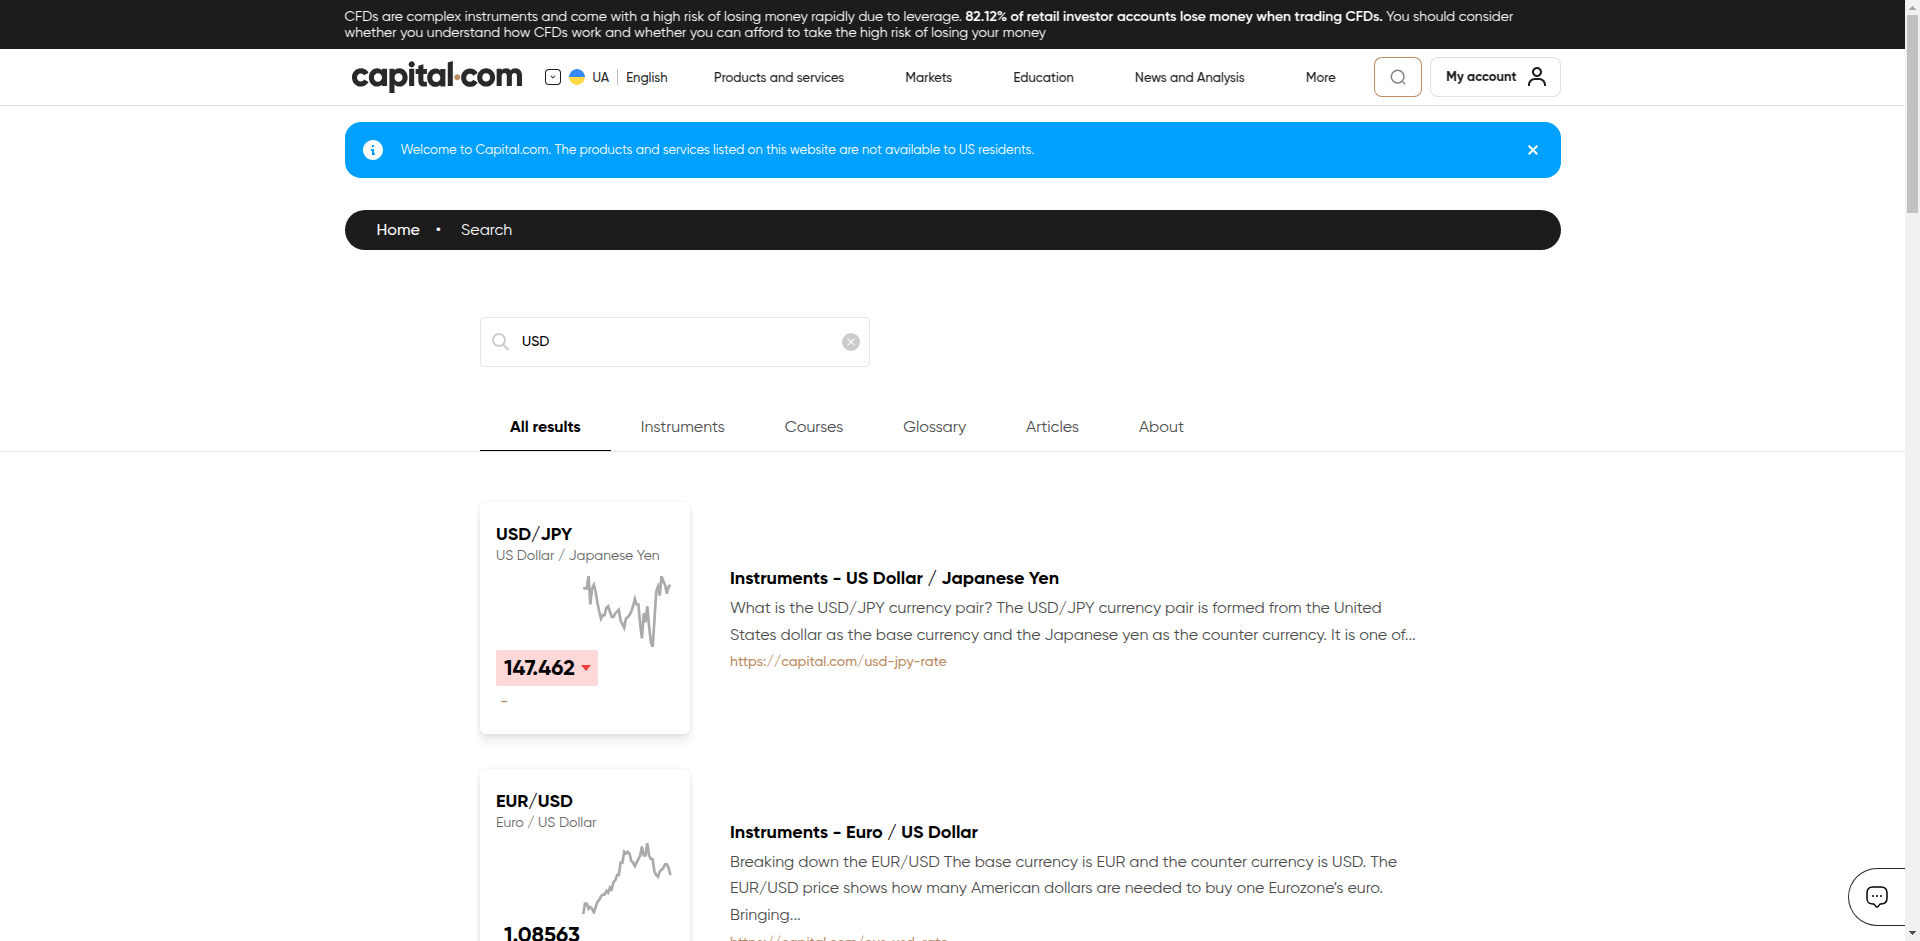 CFDs are complex instruments and come with a high risk of losing money rapidly due to leverage. 82.12% of retail investor accounts lose money when trading CFDs. You should consider
whether you understand how CFDs work and whether you can afford to take the high risk of losing your money
capital.com
UA English
Products and services
Markets
Education
News and Analysis
More
My account
Welcome to Capital.com. The products and services listed on this website are not available to US residents.
Home • Search
USD
All results
Instruments
Courses
Glossary
Articles
About
USD/JPY
US Dollar / Japanese Yen
147.462
-
Instruments - US Dollar / Japanese Yen
What is the USD/JPY currency pair? The USD/JPY currency pair is formed from the United
States dollar as the base currency and the Japanese yen as the counter currency. It is one of...
https://capital.com/usd-jpy-rate
EUR/USD
Euro / US Dollar
1.08563
Instruments - Euro / US Dollar
Breaking down the EUR/USD The base currency is EUR and the counter currency is USD. The
EUR/USD price shows how many American dollars are needed to buy one Eurozone’s euro.
Bringing...
https://capital.com/eur-usd-rate